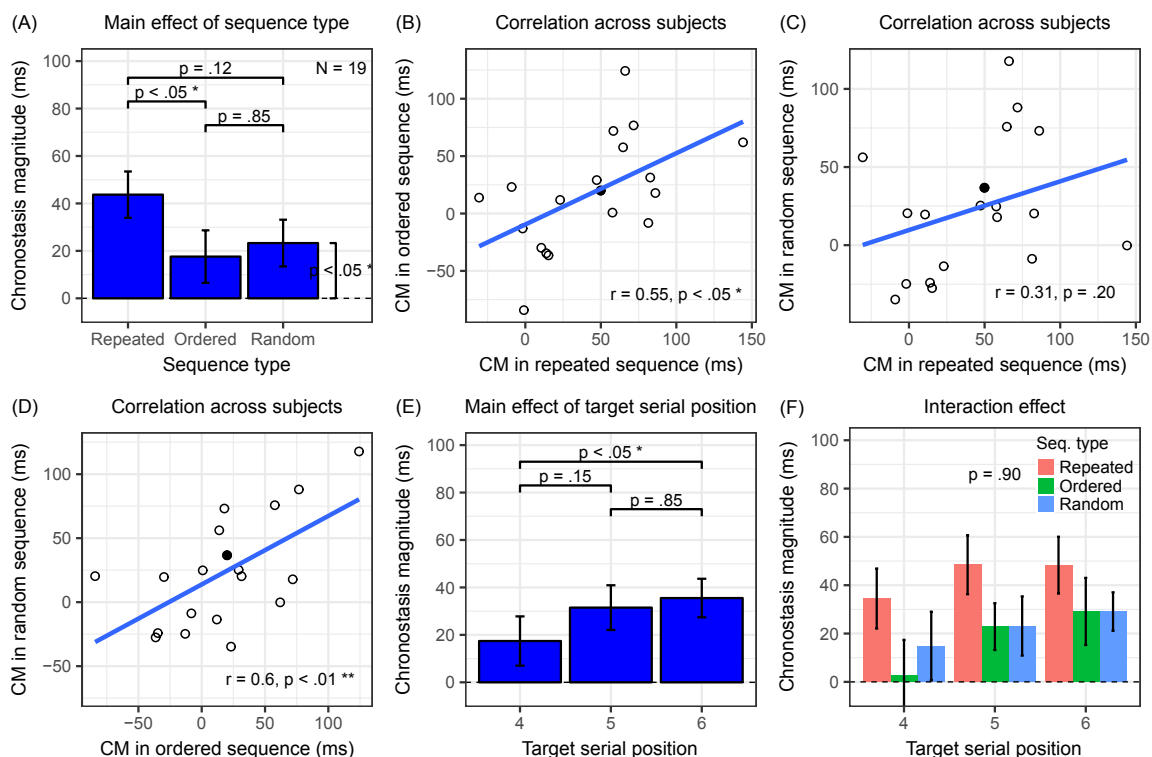 (A) Main effect of sequence type
Chronostasis magnitude (ms)
100
80
60
40
20
0
p = .12
N = 19
p < .05 *
p = .85
p < .05 *
Repeated Ordered Random
Sequence type
(B) Correlation across subjects
CM in ordered sequence (ms)
100
50
0
−50
r = 0.55, p < .05 *
0 50 100 150
CM in repeated sequence (ms)
(C) Correlation across subjects
CM in random sequence (ms)
100
50
0
r = 0.31, p = .20
0 50 100 150
CM in repeated sequence (ms)
(D) Correlation across subjects
CM in random sequence (ms)
100
50
0
−50
r = 0.6, p < .01 **
−50 0 50 100
CM in ordered sequence (ms)
(E) Main effect of target serial position
Chronostasis magnitude (ms)
100
80
60
40
20
0
p < .05 *
p = .15
p = .85
4 5 6
Target serial position
(F) Interaction effect
Chronostasis magnitude (ms)
100
80
60
40
20
0
Seq. type
Repeated
Ordered
Random
p = .90
4 5 6
Target serial position